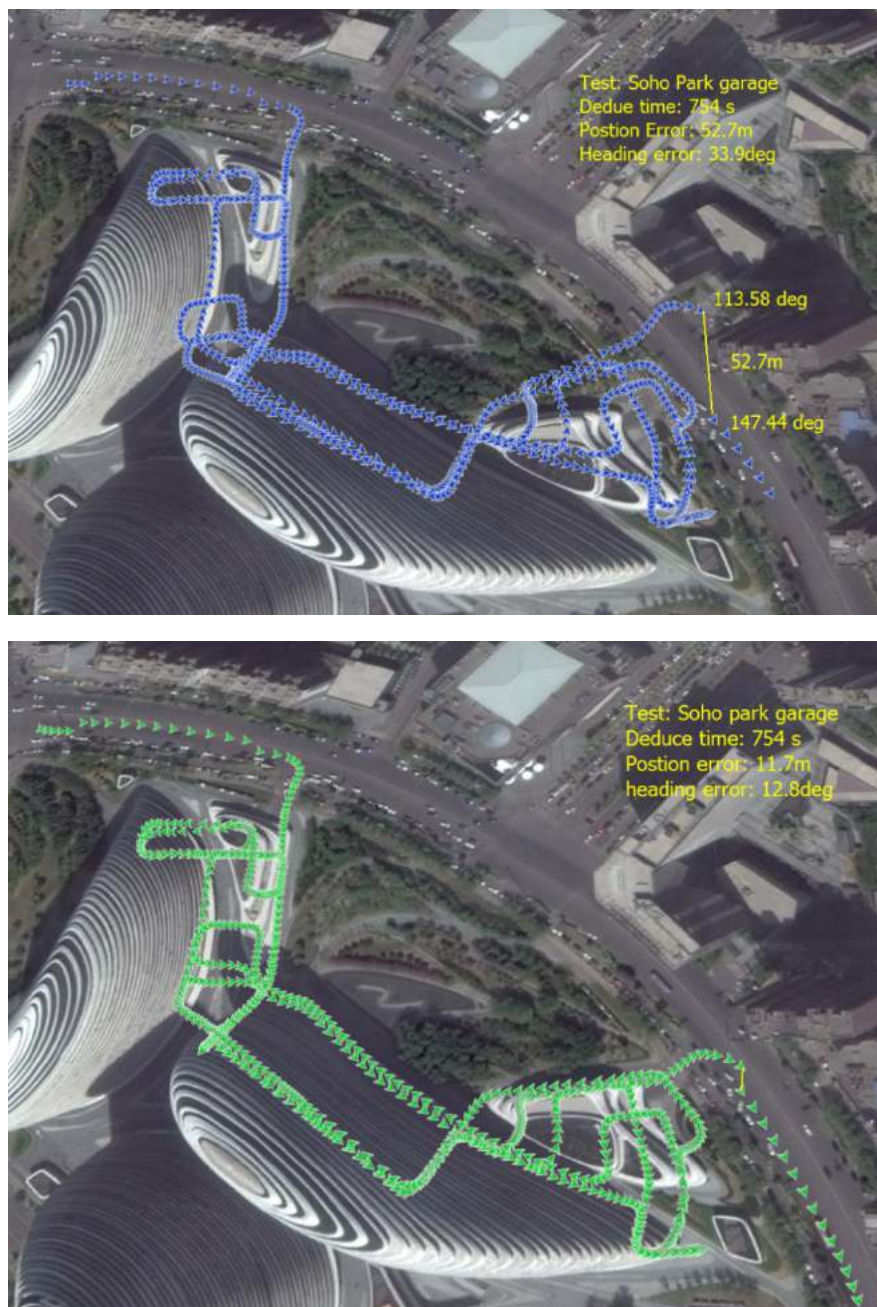 Test: Soho Park garage
Dedue time: 754 s
Postion Error: 52.7m
Heading error: 33.9deg
113.58 deg
52.7m
147.44 deg
Test: Soho park garage
Deduce time: 754 s
Postion error: 11.7m
heading error: 12.8deg